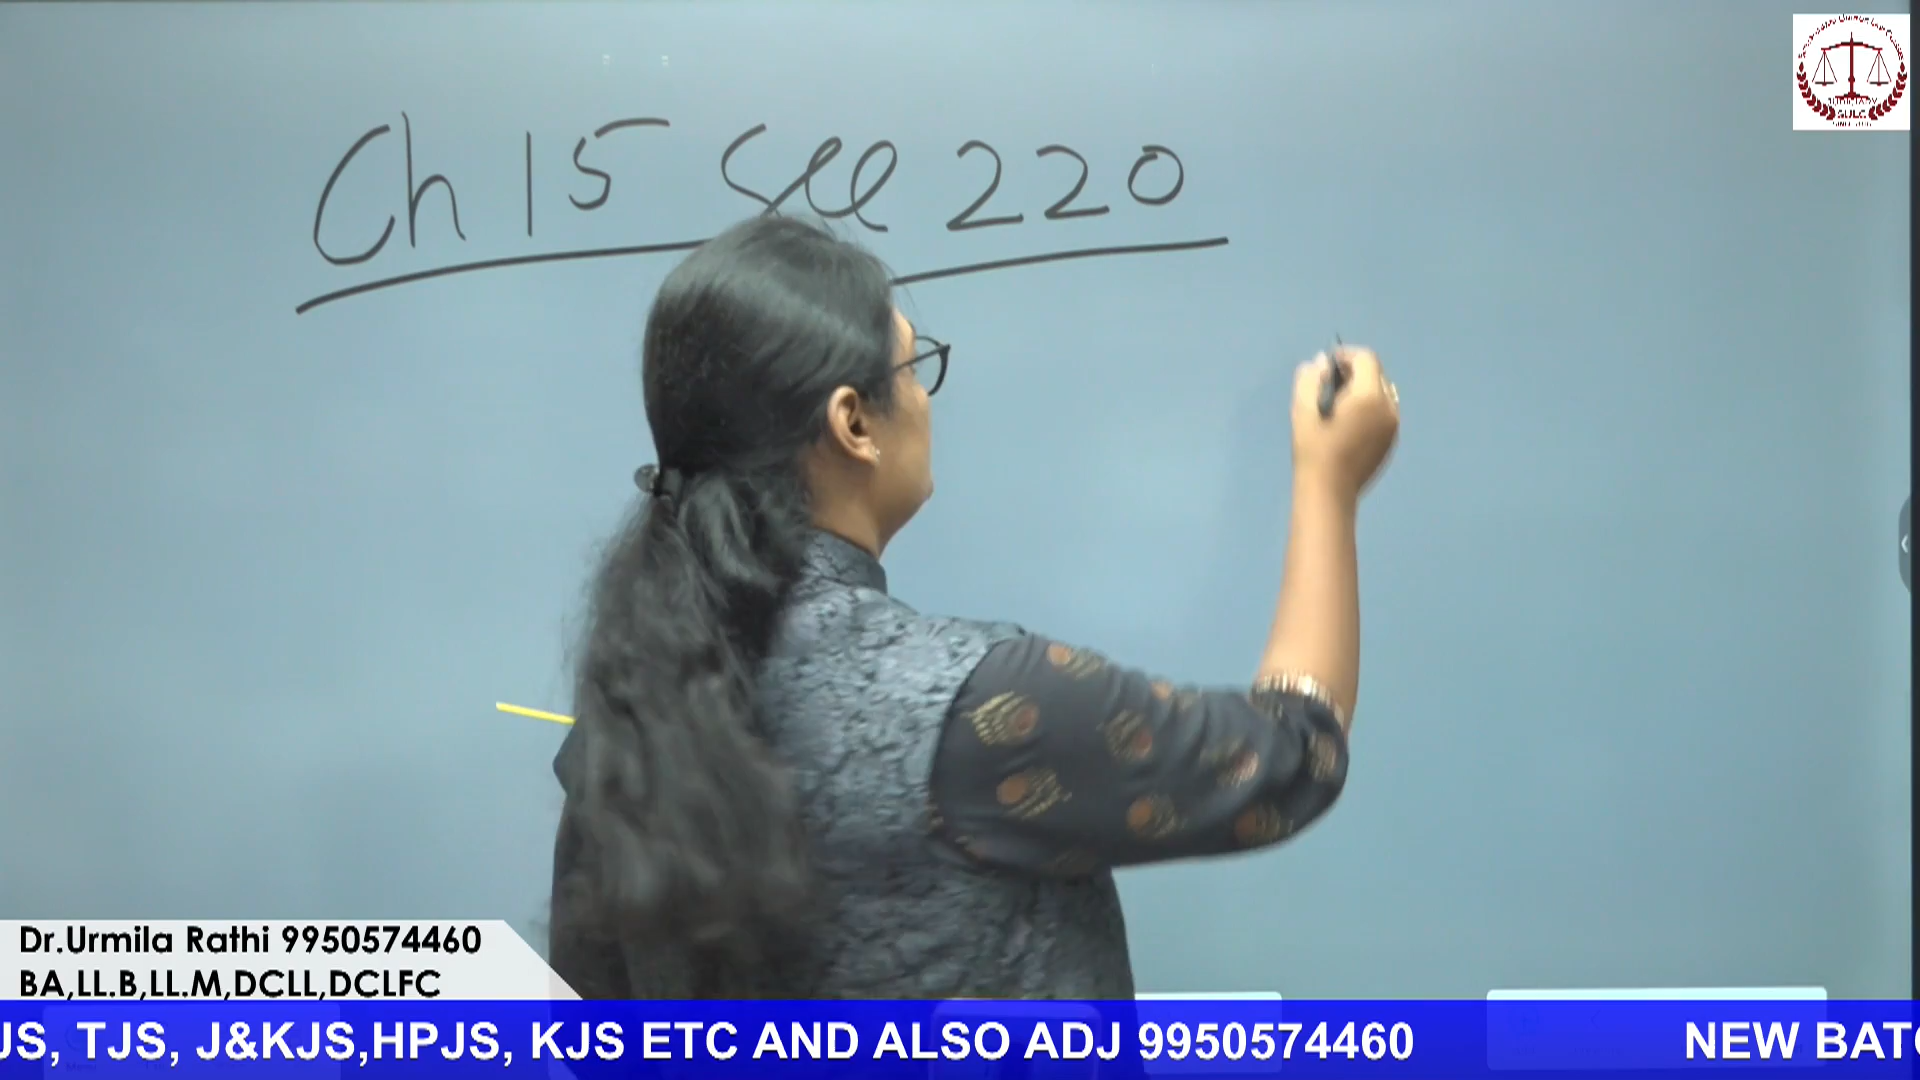 Ch 15 Sec 220
Dr.Urmila Rathi 9950574460
BA,LL.B,LL.M,DCLL,DCLFC
JS, TJS, J&KJS,HPJS, KJS ETC AND ALSO ADJ 9950574460 NEW BATC